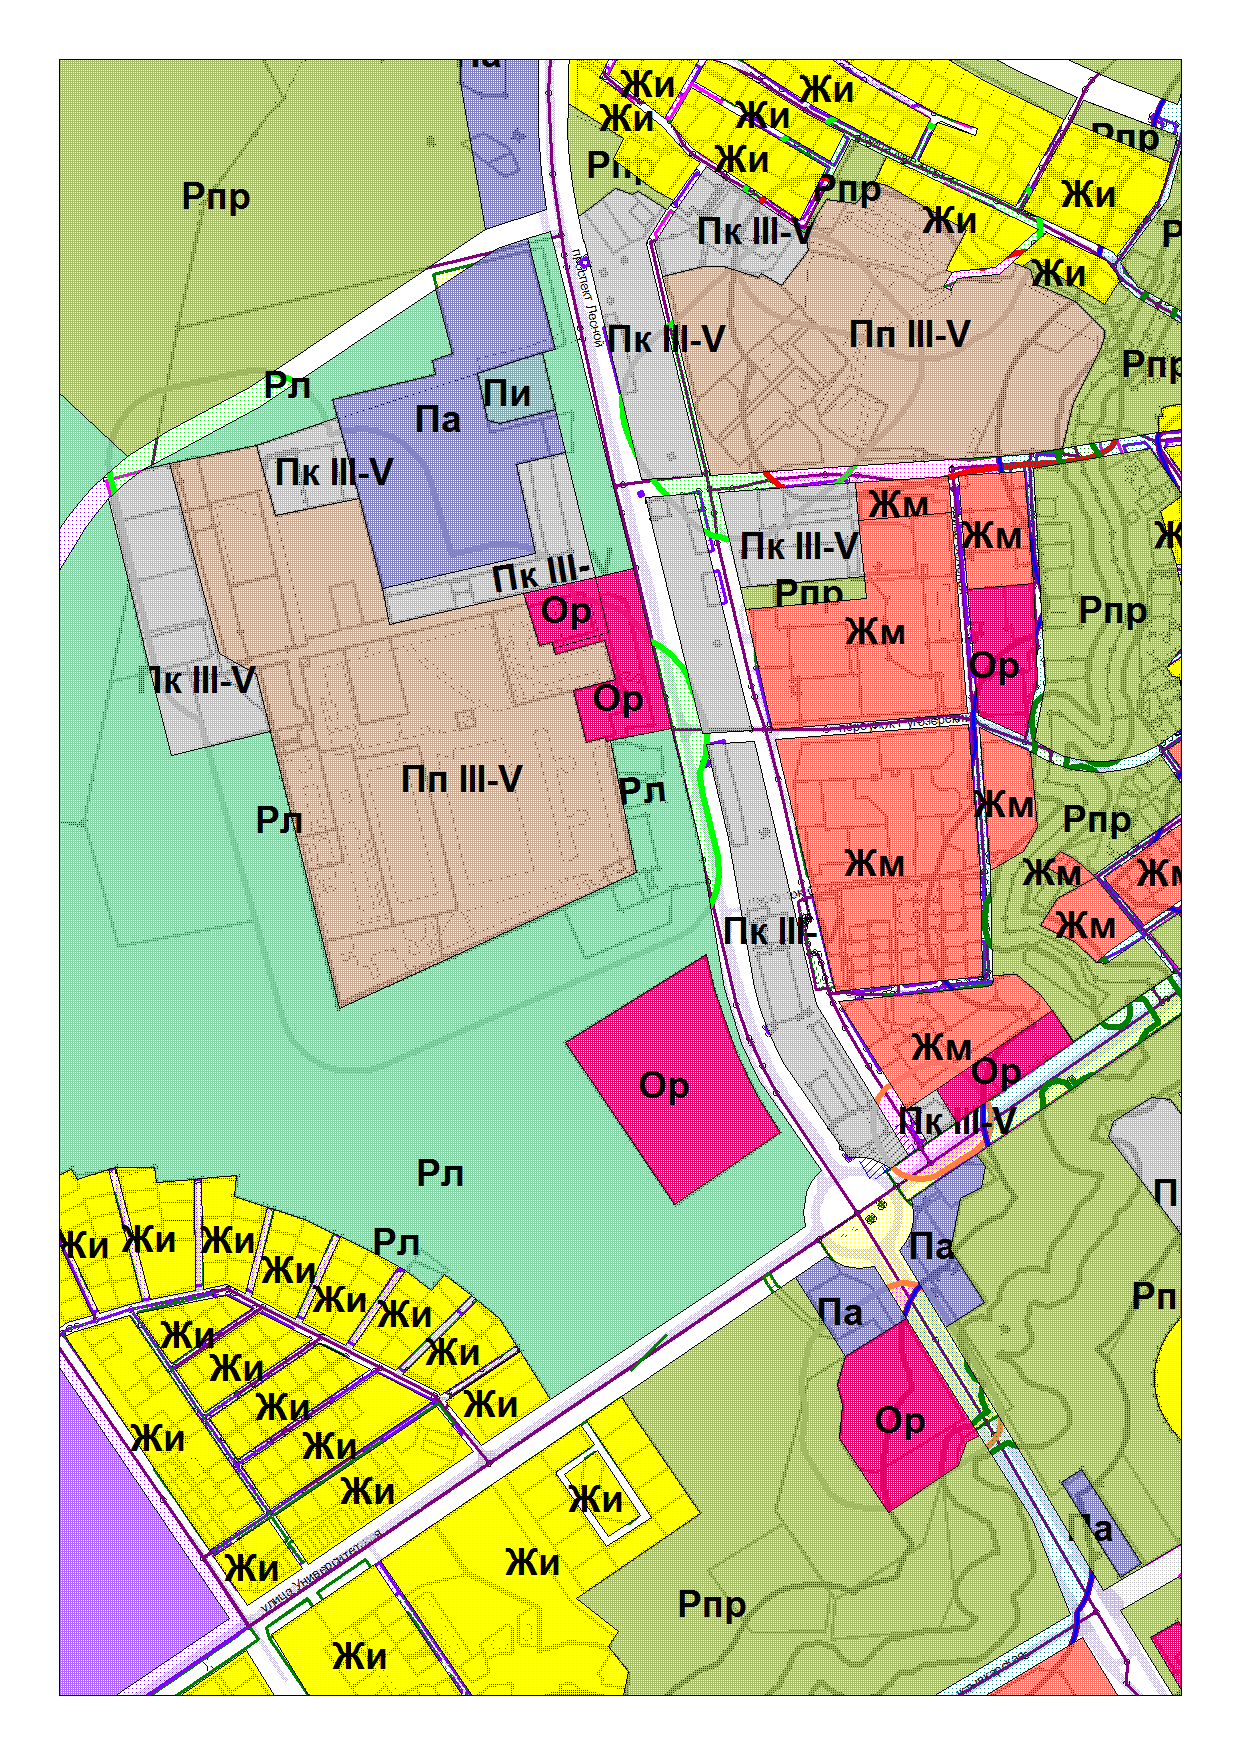 Па
Жи
Жи
Жи
Жи
Рпр
Жи
Рпр
Рпр
Жи
Рпр
Жи
Пк III-V
Жи
проспект Лесной
Пк III-V
Пп III-V
Рпр
Рл
Пи
Па
Пк III-V
Жм
Жм
Пк III-V
Пк III-
Рпр
Ор
Рпр
Жм
Ор
Пк III-V
Ор
Пп III-V
Рл
Рл
Жм
Рпр
Жм
Жм
Жм
Жм
Пк III-
Жм
Ор
Ор
Пк III-V
Рл
Жи
Жи
Жи
Рл
Па
Жи
Жи
Жи
Па
Жи
Жи
Жи
Жи
Жи
Ор
Жи
Жи
Жи
Жи
Па
Жи
Жи
улица Университетская
Рпр
Жи